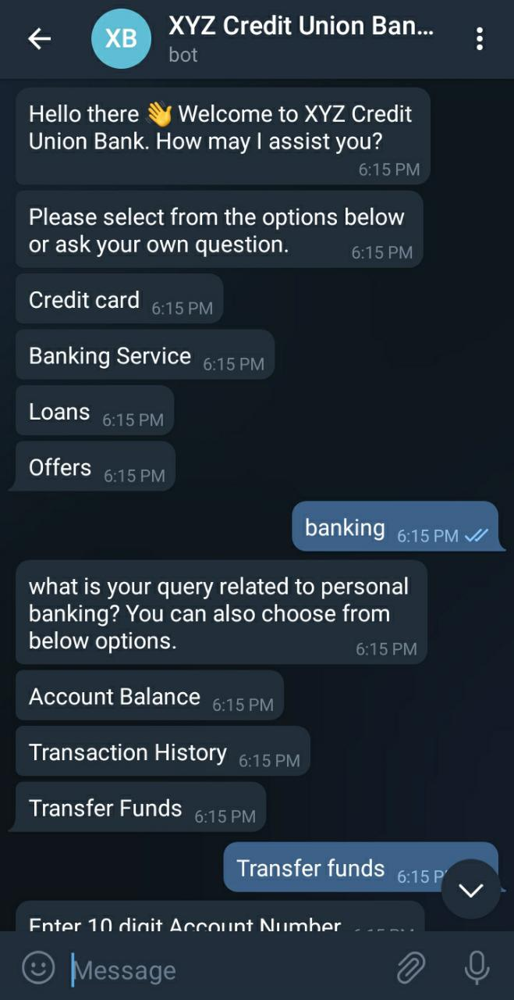 XB
XYZ Credit Union Ban...
bot
Hello there 👋 Welcome to XYZ Credit
Union Bank. How may I assist you?
6:15 PM
Please select from the options below
or ask your own question. 6:15 PM
Credit card 6:15 PM
Banking Service 6:15 PM
Loans 6:15 PM
Offers 6:15 PM
banking 6:15 PM
what is your query related to personal
banking? You can also choose from
below options. 6:15 PM
Account Balance 6:15 PM
Transaction History 6:15 PM
Transfer Funds 6:15 PM
Transfer funds 6:15 P
Enter 10 digit Account Number 6:15 PM
Message